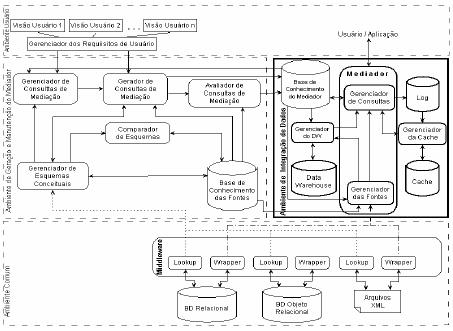 Ambiente Usuário
Visão Usuário 1
Visão Usuário 2
. . .
Visão Usuário n
Gerenciador dos Requisitos de Usuário
Usuário / Aplicação
Ambiente de Geração e Manutenção do Mediador
Gerenciador de
Consultas de
Mediação
Gerador de
Consultas de
Mediação
Avaliador de
Consultas de
Mediação
Comparador
de Esquemas
Gerenciador de
Esquemas
Conceituais
Base de
Conhecimento
das Fontes
Base de
Conhecimento
do Mediador
Ambiente de Integração de Dados
Mediador
Gerenciador
de Consultas
Gerenciador
do DW
Data
Warehouse
Gerenciador
das Fontes
Log
Gerenciador
da Cache
Cache
Ambiente Comum
Middleware
Lookup
Wrapper
Lookup
Wrapper
Lookup
Wrapper
BD Relacional
BD Objeto
Relacional
Arquivos
XML